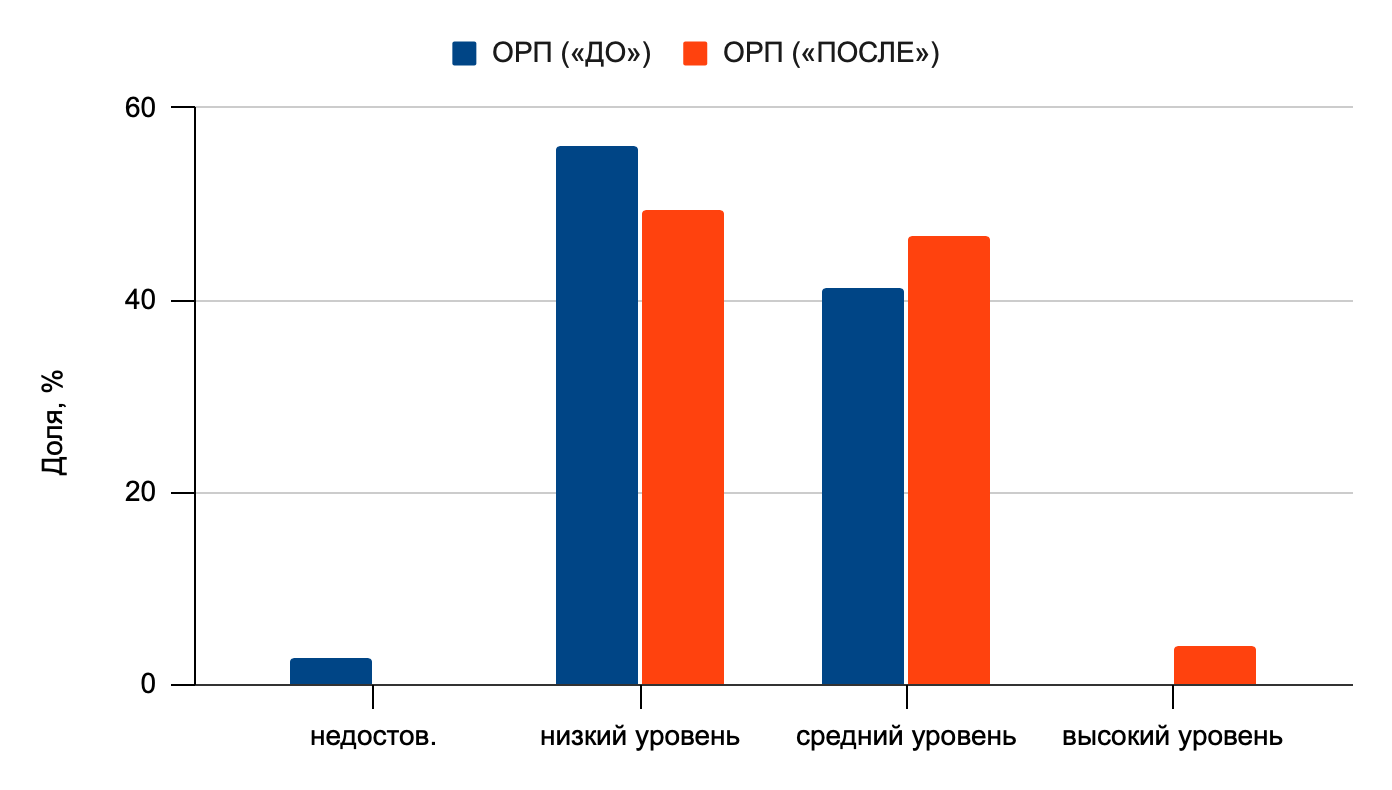 ОРП («ДО») ОРП («ПОСЛЕ»)
60
40
20
0
Доля, %
недостов. низкий уровень средний уровень высокий уровень